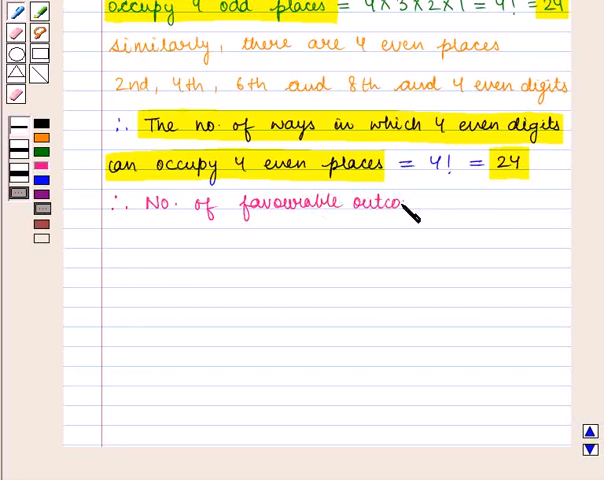 occupy 4 odd places = 4 × 3 × 2 × 1 = 4! = 24
similarly, there are 4 even places
2nd, 4th, 6th and 8th and 4 even digits
∴ The no. of ways in which 4 even digits
can occupy 4 even places = 4! = 24
∴ No. of favourable outco